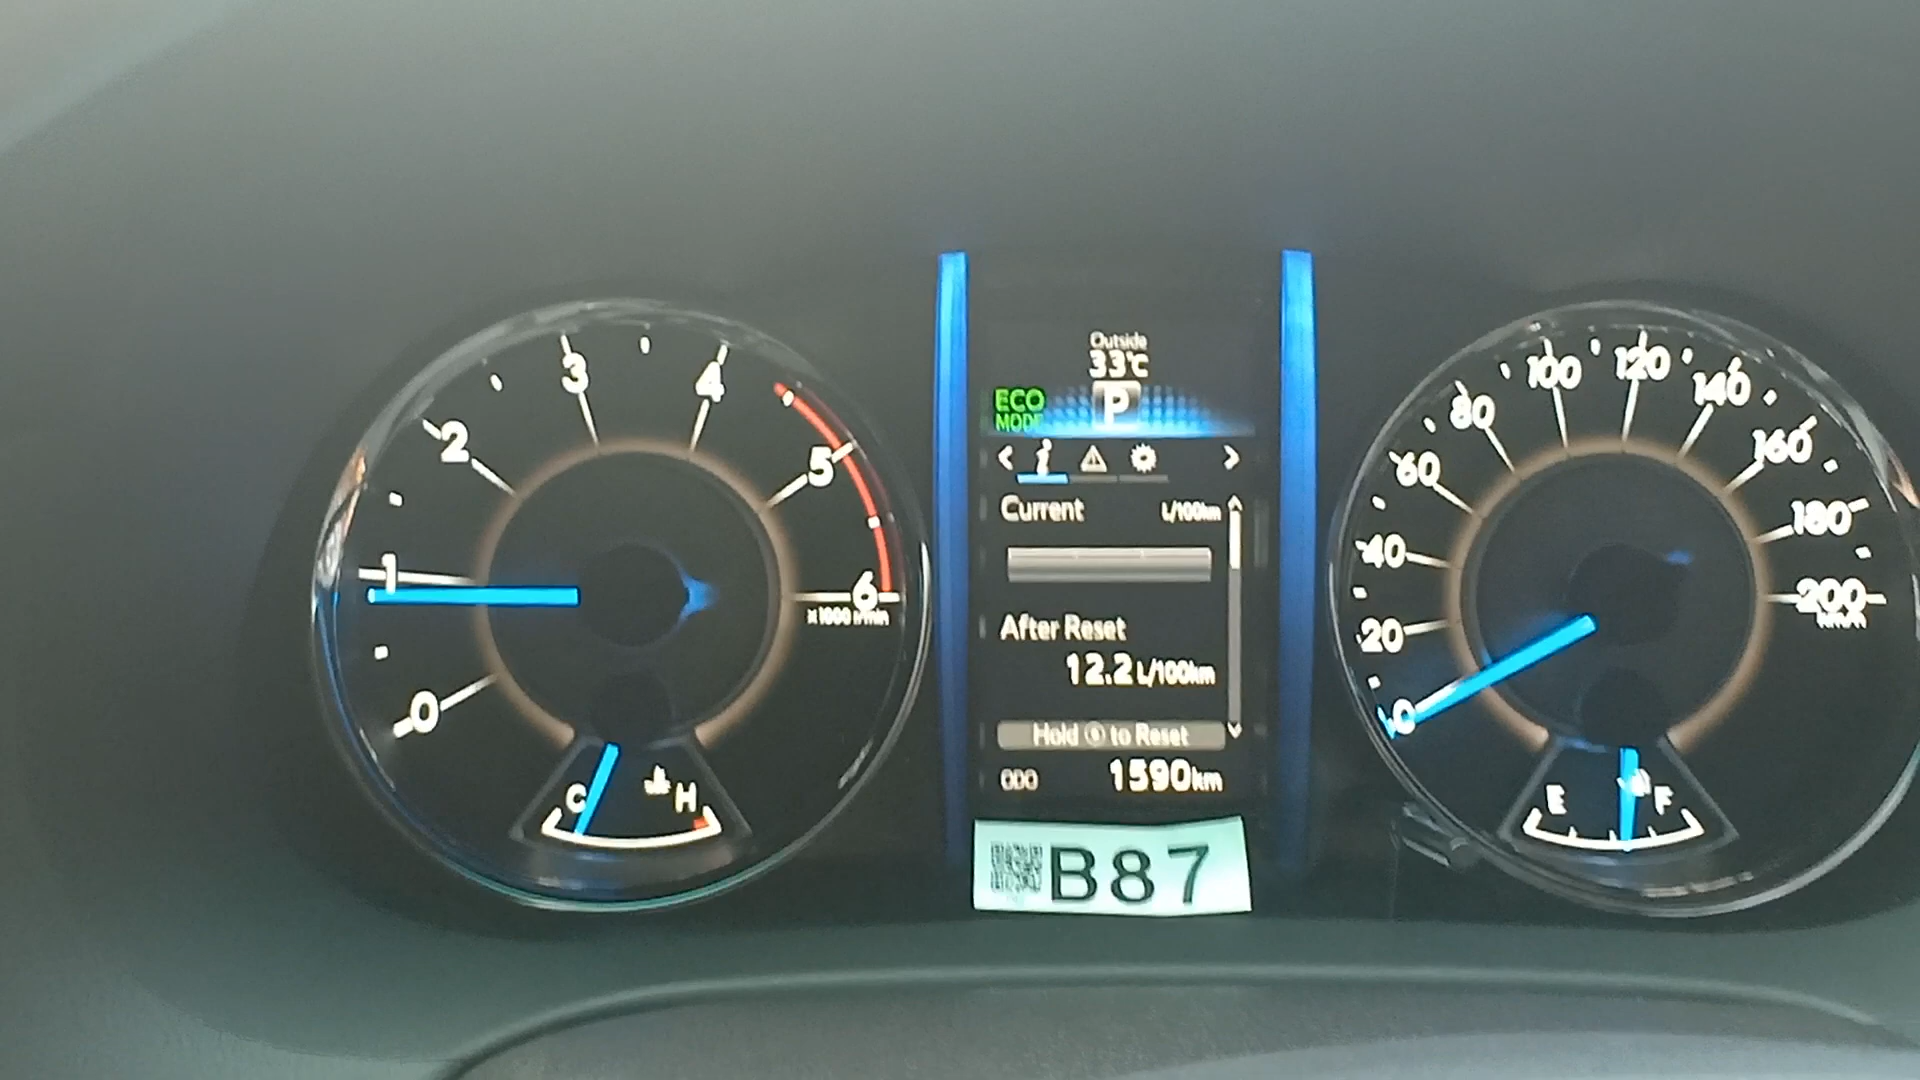 0
1
2
3
4
5
6
x1000 r/min
C
H
Outside
33°C
ECO
MODE
P
i
Current L/100km
After Reset
12.2 L/100km
Hold to Reset
ODO 1590km
B87
0
20
40
60
80
100
120
140
160
180
200
km/h
E
F